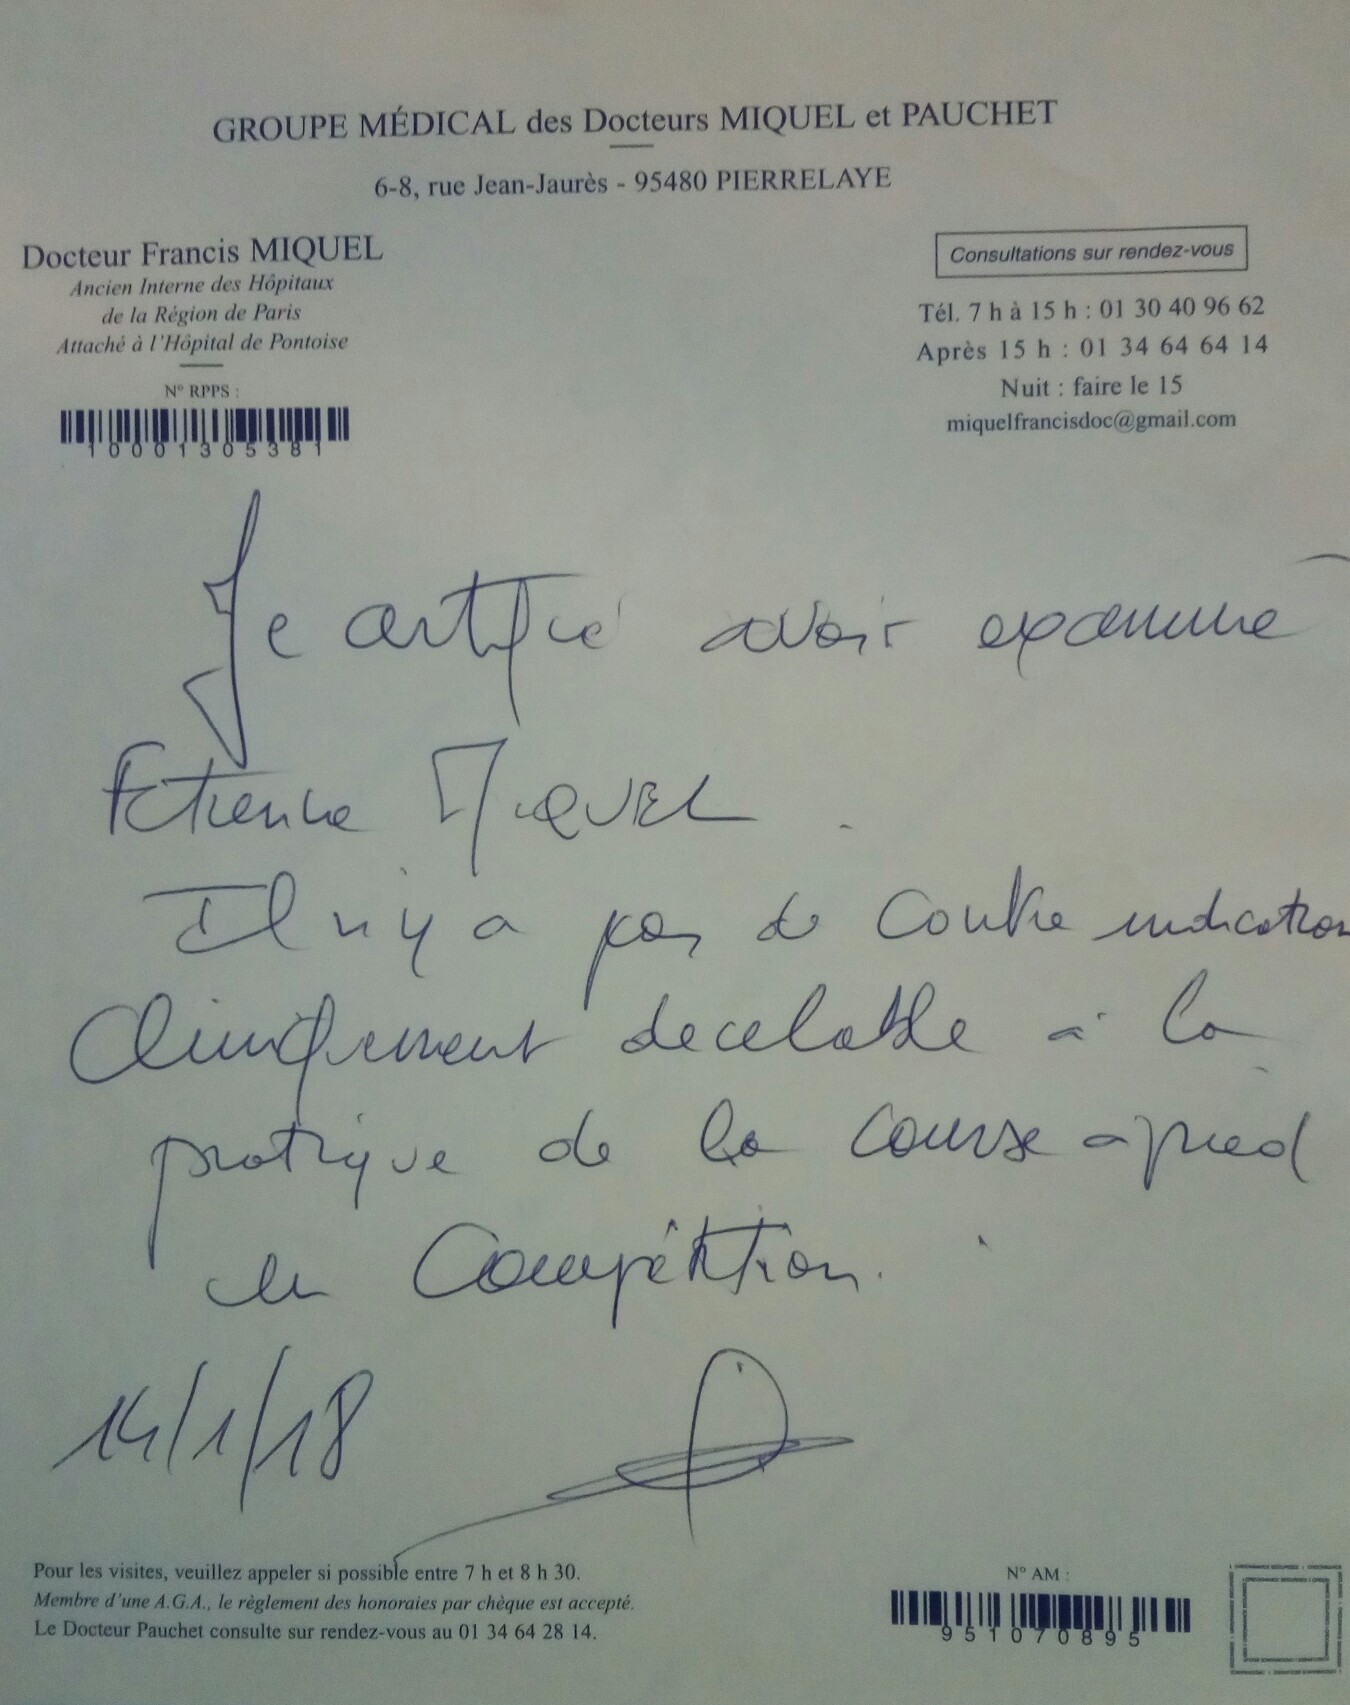 GROUPE MÉDICAL des Docteurs MIQUEL et PAUCHET
6-8, rue Jean-Jaurès - 95480 PIERRELAYE
Docteur Francis MIQUEL
Ancien Interne des Hôpitaux
de la Région de Paris
Attaché à l'Hôpital de Pontoise
N° RPPS :
10001305381
Consultations sur rendez-vous
Tél. 7 h à 15 h : 01 30 40 96 62
Après 15 h : 01 34 64 64 14
Nuit : faire le 15
miquelfrancisdoc@gmail.com
Je certifie avoir examiné
Etienne MIQUEL.
Il n'y a pas de contre indication
cliniquement decelable à la
pratique de la course à pied
en Compétition.
14/1/18
Pour les visites, veuillez appeler si possible entre 7 h et 8 h 30.
Membre d'une A.G.A., le règlement des honoraies par chèque est accepté.
Le Docteur Pauchet consulte sur rendez-vous au 01 34 64 28 14.
N° AM :
951070895